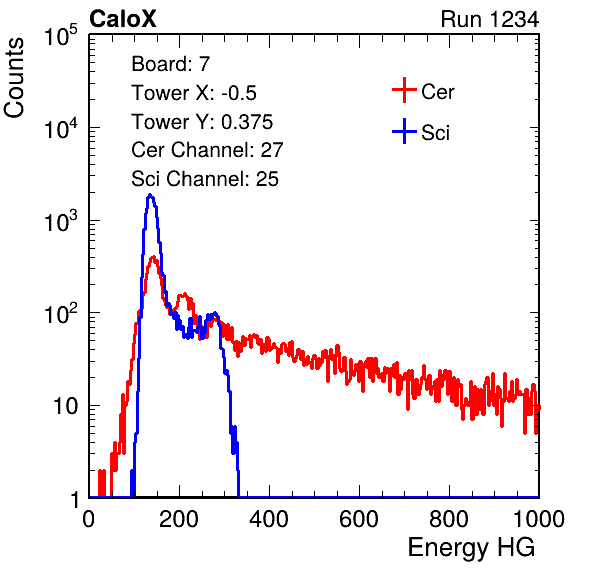 CaloX Run 1234
Counts
10^5
10^4
10^3
10^2
10
1
Board: 7
Tower X: -0.5
Tower Y: 0.375
Cer Channel: 27
Sci Channel: 25
Cer
Sci
0 200 400 600 800 1000
Energy HG